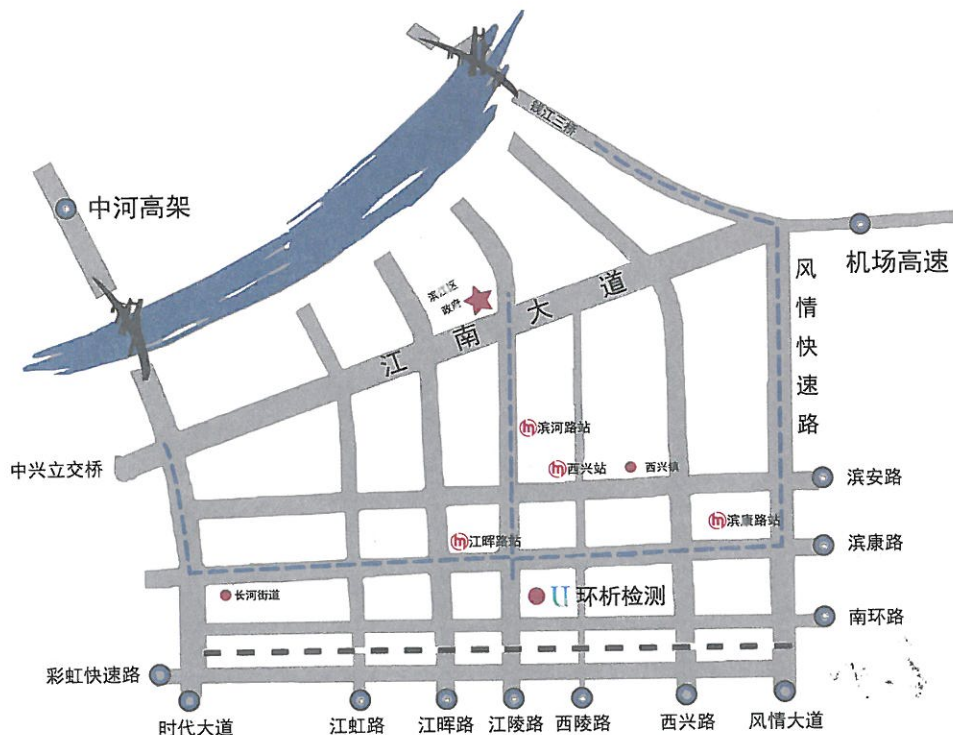 钱江三桥
中河高架
机场高速
风情快速路
滨江区
政府
江南大道
滨河路站
中兴立交桥
西兴站
西兴镇
滨安路
滨康路站
江晖路站
滨康路
长河街道
环析检测
南环路
彩虹快速路
时代大道
江虹路
江晖路
江陵路
西陵路
西兴路
风情大道